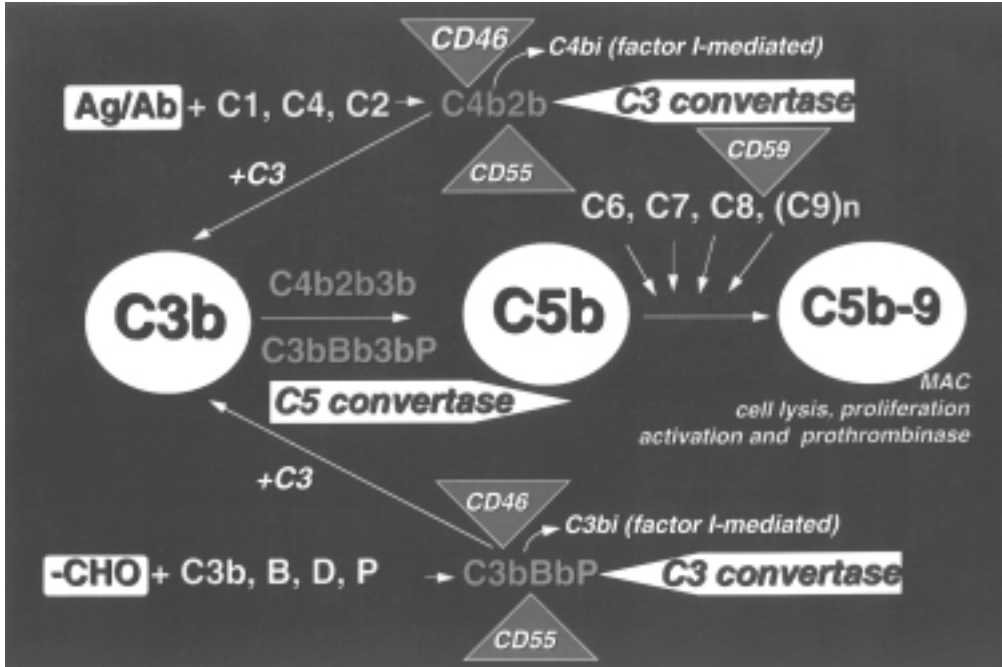 CD46
C4bi (factor I-mediated)
Ag/Ab + C1, C4, C2
C4b2b
C3 convertase
CD55
CD59
+C3
C6, C7, C8, (C9)n
C3b
C4b2b3b
C3bBb3bP
C5 convertase
C5b
C5b-9
MAC
cell lysis, proliferation
activation and prothrombinase
+C3
CD46
C3bi (factor I-mediated)
-CHO + C3b, B, D, P
C3bBbP
C3 convertase
CD55